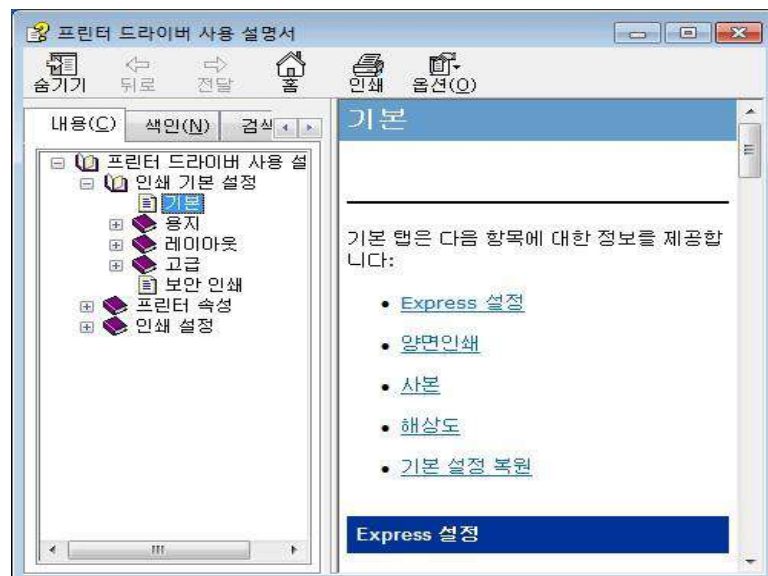 프린터 드라이버 사용 설명서
숨기기 뒤로 전달 홈 인쇄 옵션(O)
내용(C) 색인(N) 검색
프린터 드라이버 사용 설
인쇄 기본 설정
기본
용지
레이아웃
고급
보안 인쇄
프린터 속성
인쇄 설정
기본
기본 탭은 다음 항목에 대한 정보를 제공합
니다:
• Express 설정
• 양면인쇄
• 사본
• 해상도
• 기본 설정 복원
Express 설정